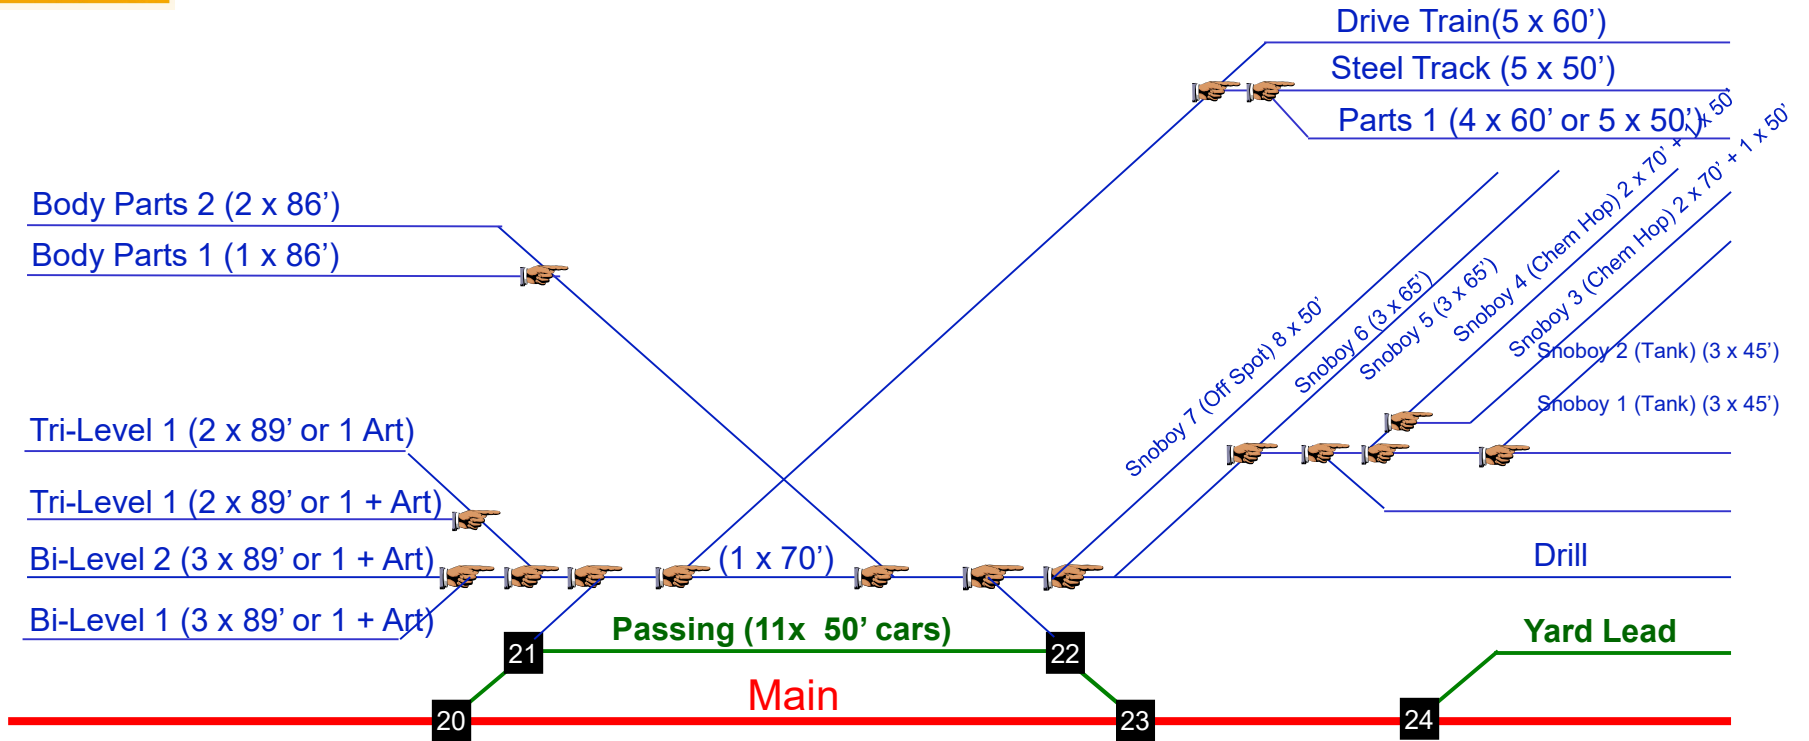 Drive Train(5 x 60’)
Steel Track (5 x 50’)
Parts 1 (4 x 60’ or 5 x 50’)
Body Parts 2 (2 x 86’)
Body Parts 1 (1 x 86’)
Snoboy 7 (Off Spot) 8 x 50’
Snoboy 6 (3 x 65’)
Snoboy 5 (3 x 65’)
Snoboy 4 (Chem Hop) 2 x 70’ + 1 x 50’
Snoboy 3 (Chem Hop) 2 x 70’ + 1 x 50’
Snoboy 2 (Tank) (3 x 45’)
Snoboy 1 (Tank) (3 x 45’)
Tri-Level 1 (2 x 89’ or 1 Art)
Tri-Level 1 (2 x 89’ or 1 + Art)
Bi-Level 2 (3 x 89’ or 1 + Art)
(1 x 70’)
Drill
Bi-Level 1 (3 x 89’ or 1 + Art)
Passing (11x  50’ cars)
Yard Lead
21
22
Main
20
23
24